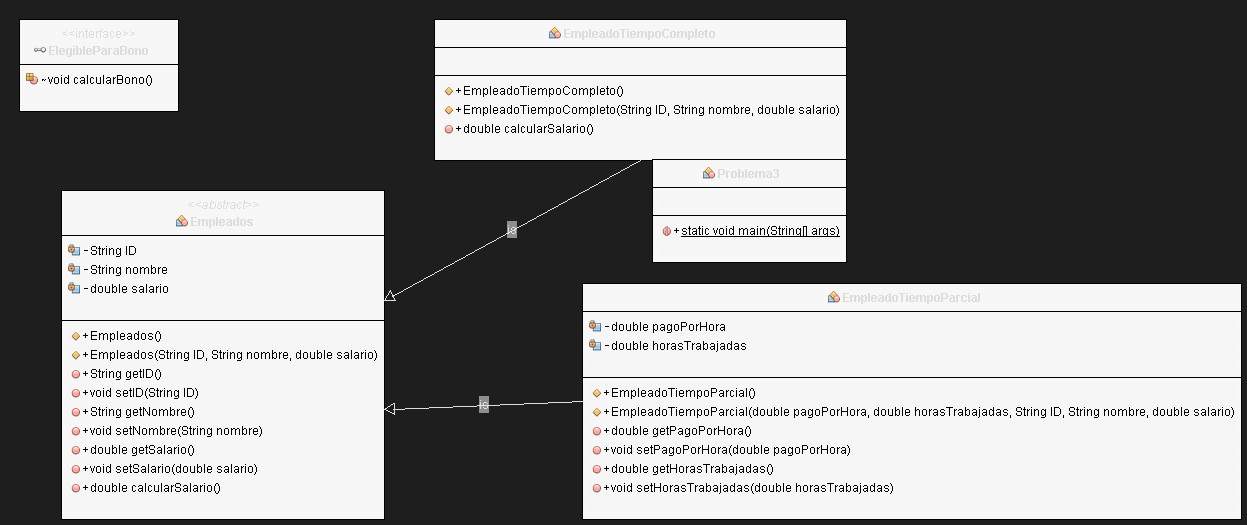 <<interface>>
ElegibleParaBono
~void calcularBono()
EmpleadoTiempoCompleto
+EmpleadoTiempoCompleto()
+EmpleadoTiempoCompleto(String ID, String nombre, double salario)
+double calcularSalario()
Problema3
+static void main(String[] args)
<<abstract>>
Empleados
-String ID
-String nombre
-double salario
+Empleados()
+Empleados(String ID, String nombre, double salario)
+String getID()
+void setID(String ID)
+String getNombre()
+void setNombre(String nombre)
+double getSalario()
+void setSalario(double salario)
+double calcularSalario()
is
is
EmpleadoTiempoParcial
-double pagoPorHora
-double horasTrabajadas
+EmpleadoTiempoParcial()
+EmpleadoTiempoParcial(double pagoPorHora, double horasTrabajadas, String ID, String nombre, double salario)
+double getPagoPorHora()
+void setPagoPorHora(double pagoPorHora)
+double getHorasTrabajadas()
+void setHorasTrabajadas(double horasTrabajadas)